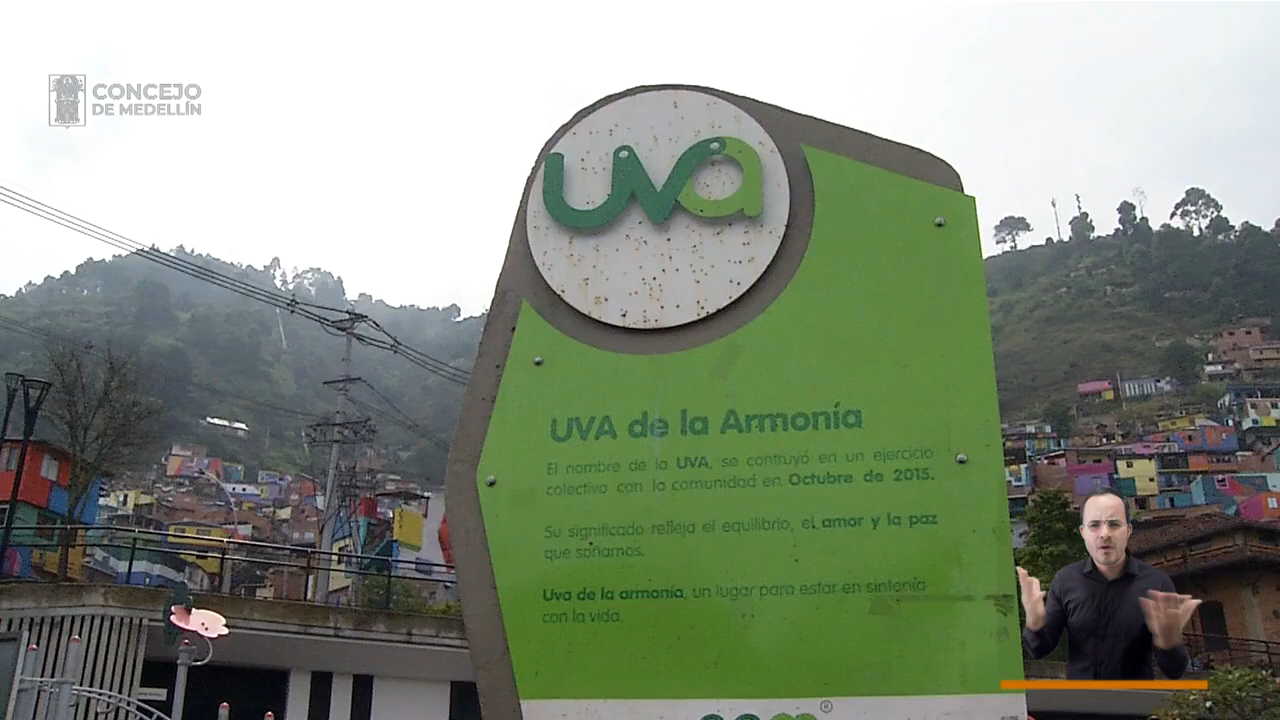 CONCEJO
DE MEDELLÍN
uva
UVA de la Armonía
El nombre de la UVA, se contruyó en un ejercicio
colectivo con la comunidad en Octubre de 2015.
Su significado refleja el equilibrio, el amor y la paz
que soñamos.
Uva de la armonía, un lugar para estar en sintonía
con la vida.